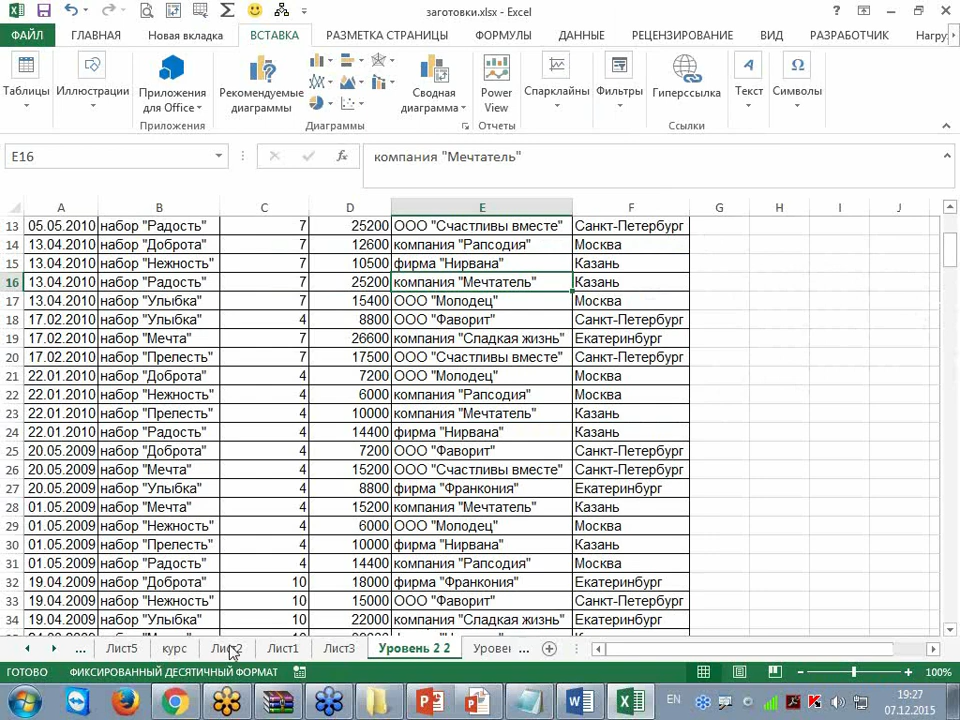 заготовки.xlsx - Excel
ФАЙЛ ГЛАВНАЯ Новая вкладка ВСТАВКА РАЗМЕТКА СТРАНИЦЫ ФОРМУЛЫ ДАННЫЕ РЕЦЕНЗИРОВАНИЕ ВИД РАЗРАБОТЧИК Нагру
Таблицы Иллюстрации Приложения для Office Рекомендуемые диаграммы Сводная диаграмма Power View Спарклайны Фильтры Гиперссылка Текст Символы
Приложения Диаграммы Отчеты Ссылки
E16 fx компания "Мечтатель"
A B C D E F G H I J
13 05.05.2010 набор "Радость" 7 25200 ООО "Счастливы вместе" Санкт-Петербург
14 13.04.2010 набор "Доброта" 7 12600 компания "Рапсодия" Москва
15 13.04.2010 набор "Нежность" 7 10500 фирма "Нирвана" Казань
16 13.04.2010 набор "Радость" 7 25200 компания "Мечтатель" Казань
17 13.04.2010 набор "Улыбка" 7 15400 ООО "Молодец" Москва
18 17.02.2010 набор "Улыбка" 4 8800 ООО "Фаворит" Санкт-Петербург
19 17.02.2010 набор "Мечта" 7 26600 компания "Сладкая жизнь" Екатеринбург
20 17.02.2010 набор "Прелесть" 7 17500 ООО "Счастливы вместе" Санкт-Петербург
21 22.01.2010 набор "Доброта" 4 7200 ООО "Молодец" Москва
22 22.01.2010 набор "Нежность" 4 6000 компания "Рапсодия" Москва
23 22.01.2010 набор "Прелесть" 4 10000 компания "Мечтатель" Казань
24 22.01.2010 набор "Радость" 4 14400 фирма "Нирвана" Казань
25 20.05.2009 набор "Доброта" 4 7200 ООО "Фаворит" Санкт-Петербург
26 20.05.2009 набор "Мечта" 4 15200 ООО "Счастливы вместе" Санкт-Петербург
27 20.05.2009 набор "Улыбка" 4 8800 фирма "Франкония" Екатеринбург
28 01.05.2009 набор "Мечта" 4 15200 компания "Мечтатель" Казань
29 01.05.2009 набор "Нежность" 4 6000 ООО "Молодец" Москва
30 01.05.2009 набор "Прелесть" 4 10000 фирма "Нирвана" Казань
31 01.05.2009 набор "Радость" 4 14400 компания "Рапсодия" Москва
32 19.04.2009 набор "Доброта" 10 18000 фирма "Франкония" Екатеринбург
33 19.04.2009 набор "Нежность" 10 15000 ООО "Фаворит" Санкт-Петербург
34 19.04.2009 набор "Улыбка" 10 22000 компания "Сладкая жизнь" Екатеринбург
... Лист5 курс Лист2 Лист1 Лист3 Уровень 2 2 Уровен ...
ГОТОВО ФИКСИРОВАННЫЙ ДЕСЯТИЧНЫЙ ФОРМАТ 100%
EN 19:27
07.12.2015